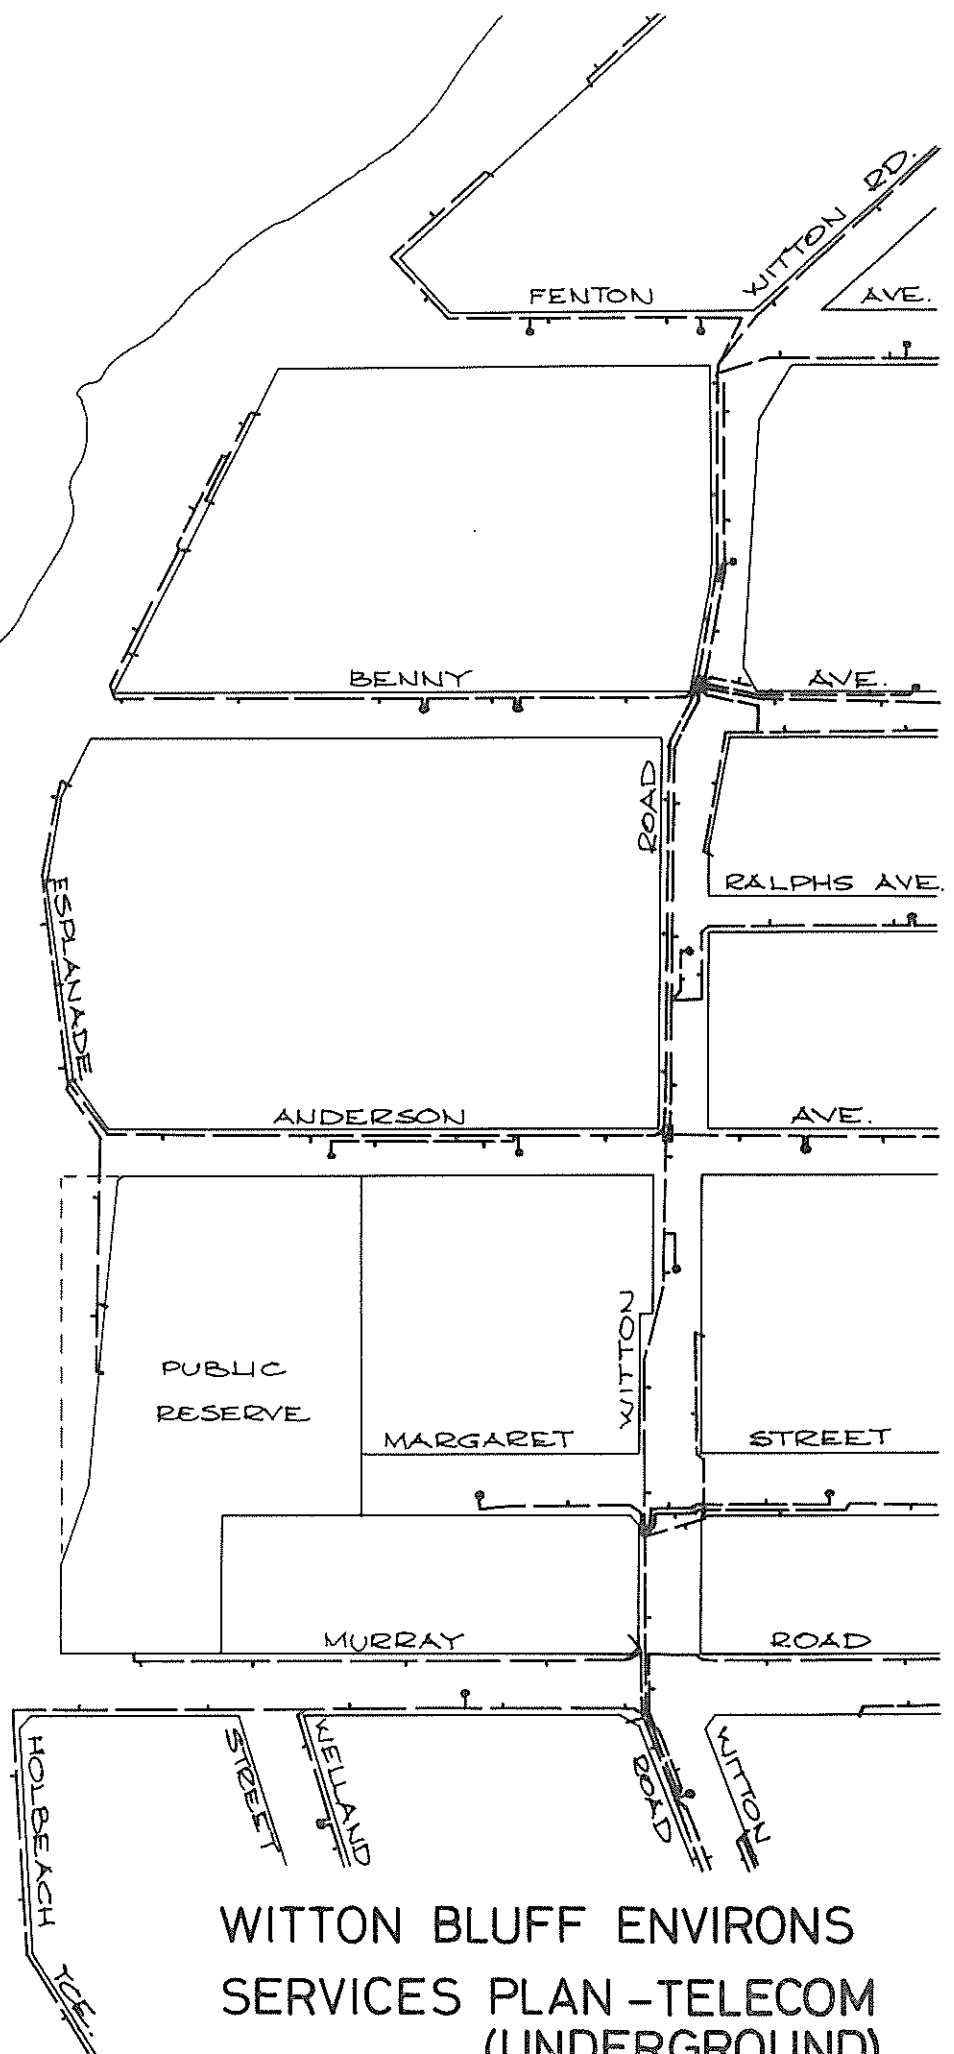 WITTON RD.
FENTON AVE.
BENNY AVE.
ROAD
RALPHS AVE.
ESPLANADE
ANDERSON AVE.
WITTON
PUBLIC
RESERVE
MARGARET STREET
MURRAY ROAD
HOLBEACH
STREET
WELLAND
ROAD
WITTON
TCE.
WITTON BLUFF ENVIRONS
SERVICES PLAN - TELECOM
(UNDERGROUND)